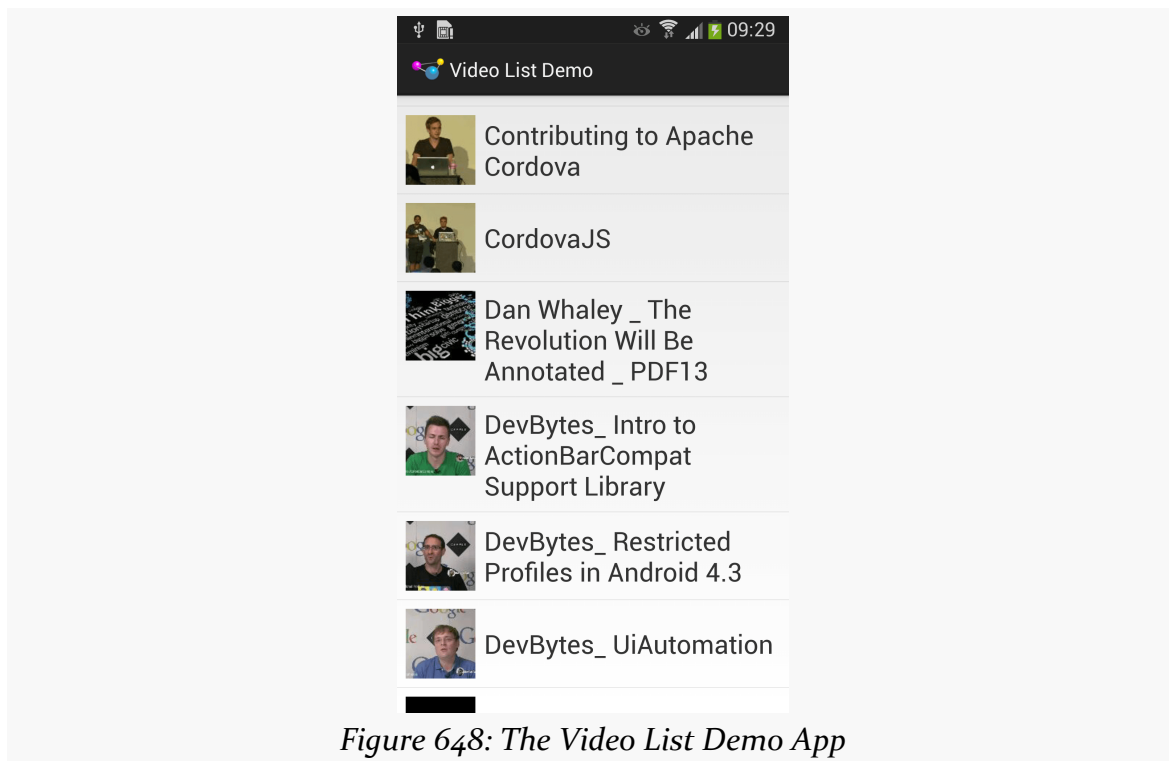 09:29
Video List Demo
Contributing to Apache
Cordova
CordovaJS
Dan Whaley _ The
Revolution Will Be
Annotated _ PDF13
DevBytes_ Intro to
ActionBarCompat
Support Library
DevBytes_ Restricted
Profiles in Android 4.3
DevBytes_ UiAutomation
Figure 648: The Video List Demo App